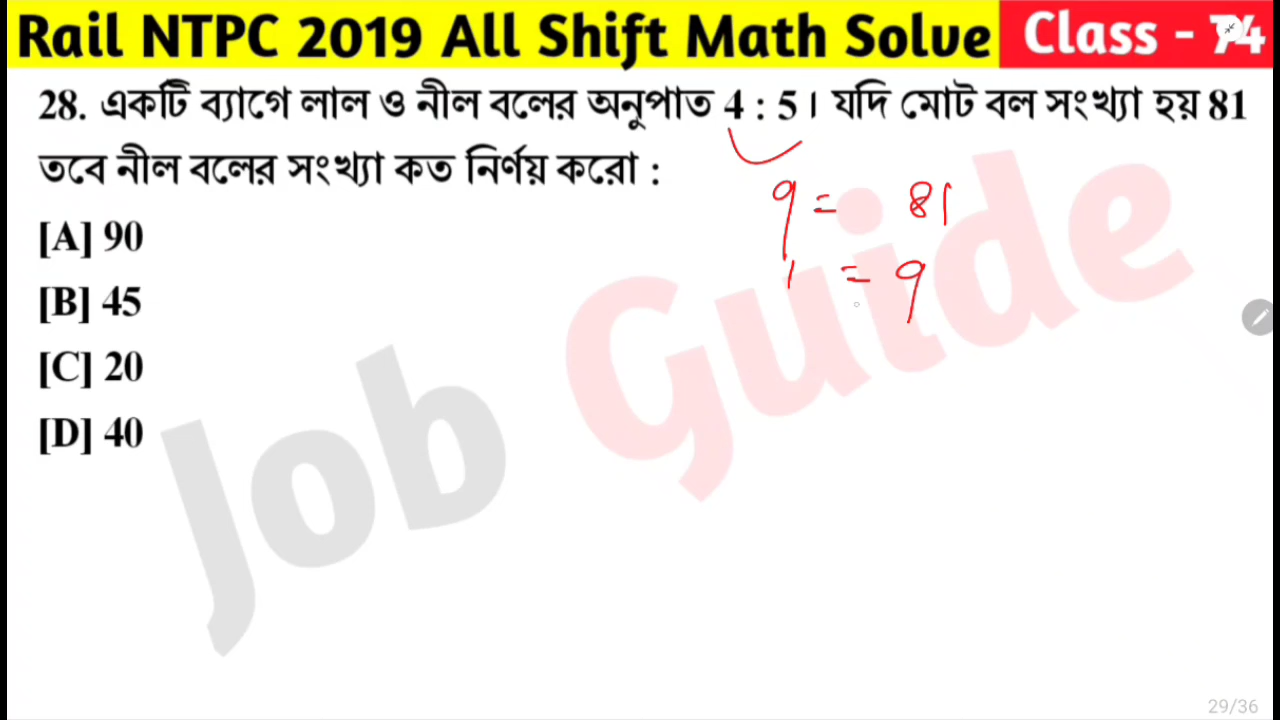 Rail NTPC 2019 All Shift Math Solve Class - 74
28. একটি ব্যাগে লাল ও নীল বলের অনুপাত 4 : 5। যদি মোট বল সংখ্যা হয় 81
তবে নীল বলের সংখ্যা কত নির্ণয় করো :
9 = 81
[A] 90
1 = 9
[B] 45
[C] 20
[D] 40
Job Guide
29/36